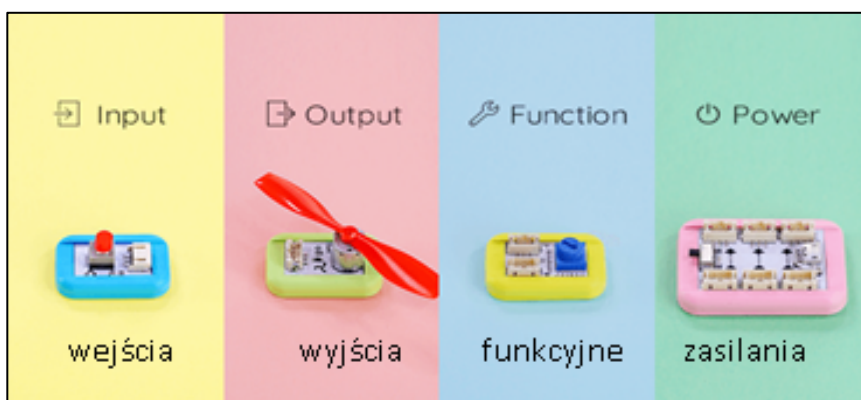 Input
Output
Function
Power
wejścia
wyjścia
funkcyjne
zasilania